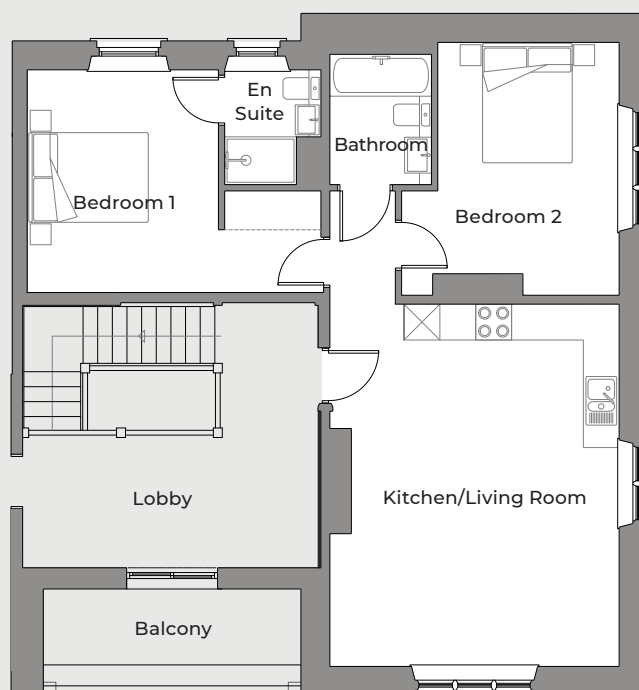 En
Suite
Bathroom
Bedroom 1
Bedroom 2
Lobby
Kitchen/Living Room
Balcony